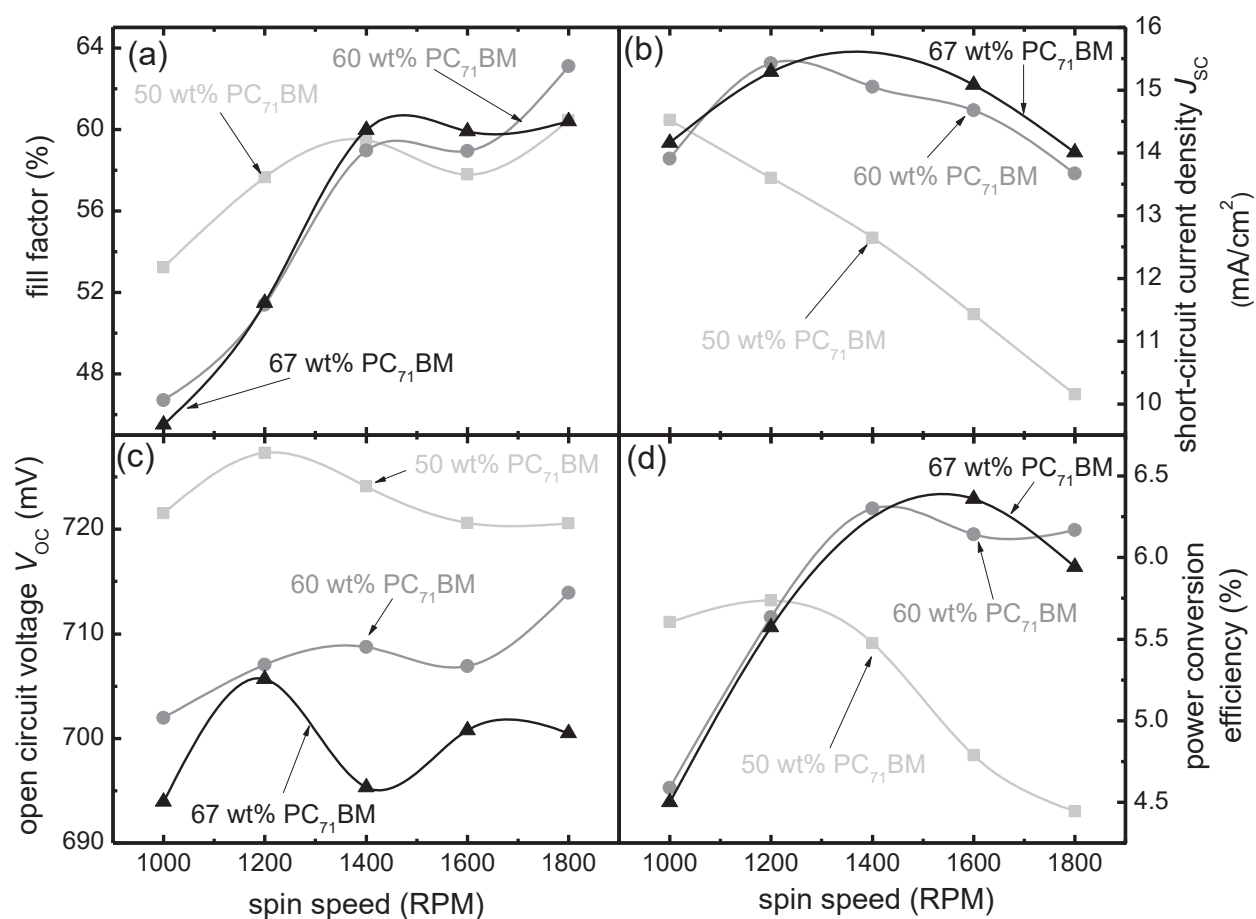 (a)
60 wt% PC71BM
50 wt% PC71BM
67 wt% PC71BM
64
60
56
52
48
fill factor (%)
(b)
67 wt% PC71BM
60 wt% PC71BM
50 wt% PC71BM
16
15
14
13
12
11
10
short-circuit current density JSC
(mA/cm2)
(c)
50 wt% PC71BM
60 wt% PC71BM
67 wt% PC71BM
720
710
700
690
open circuit voltage VOC (mV)
1000 1200 1400 1600 1800
spin speed (RPM)
(d)
67 wt% PC71BM
60 wt% PC71BM
50 wt% PC71BM
6.5
6.0
5.5
5.0
4.5
power conversion
efficiency (%)
1000 1200 1400 1600 1800
spin speed (RPM)